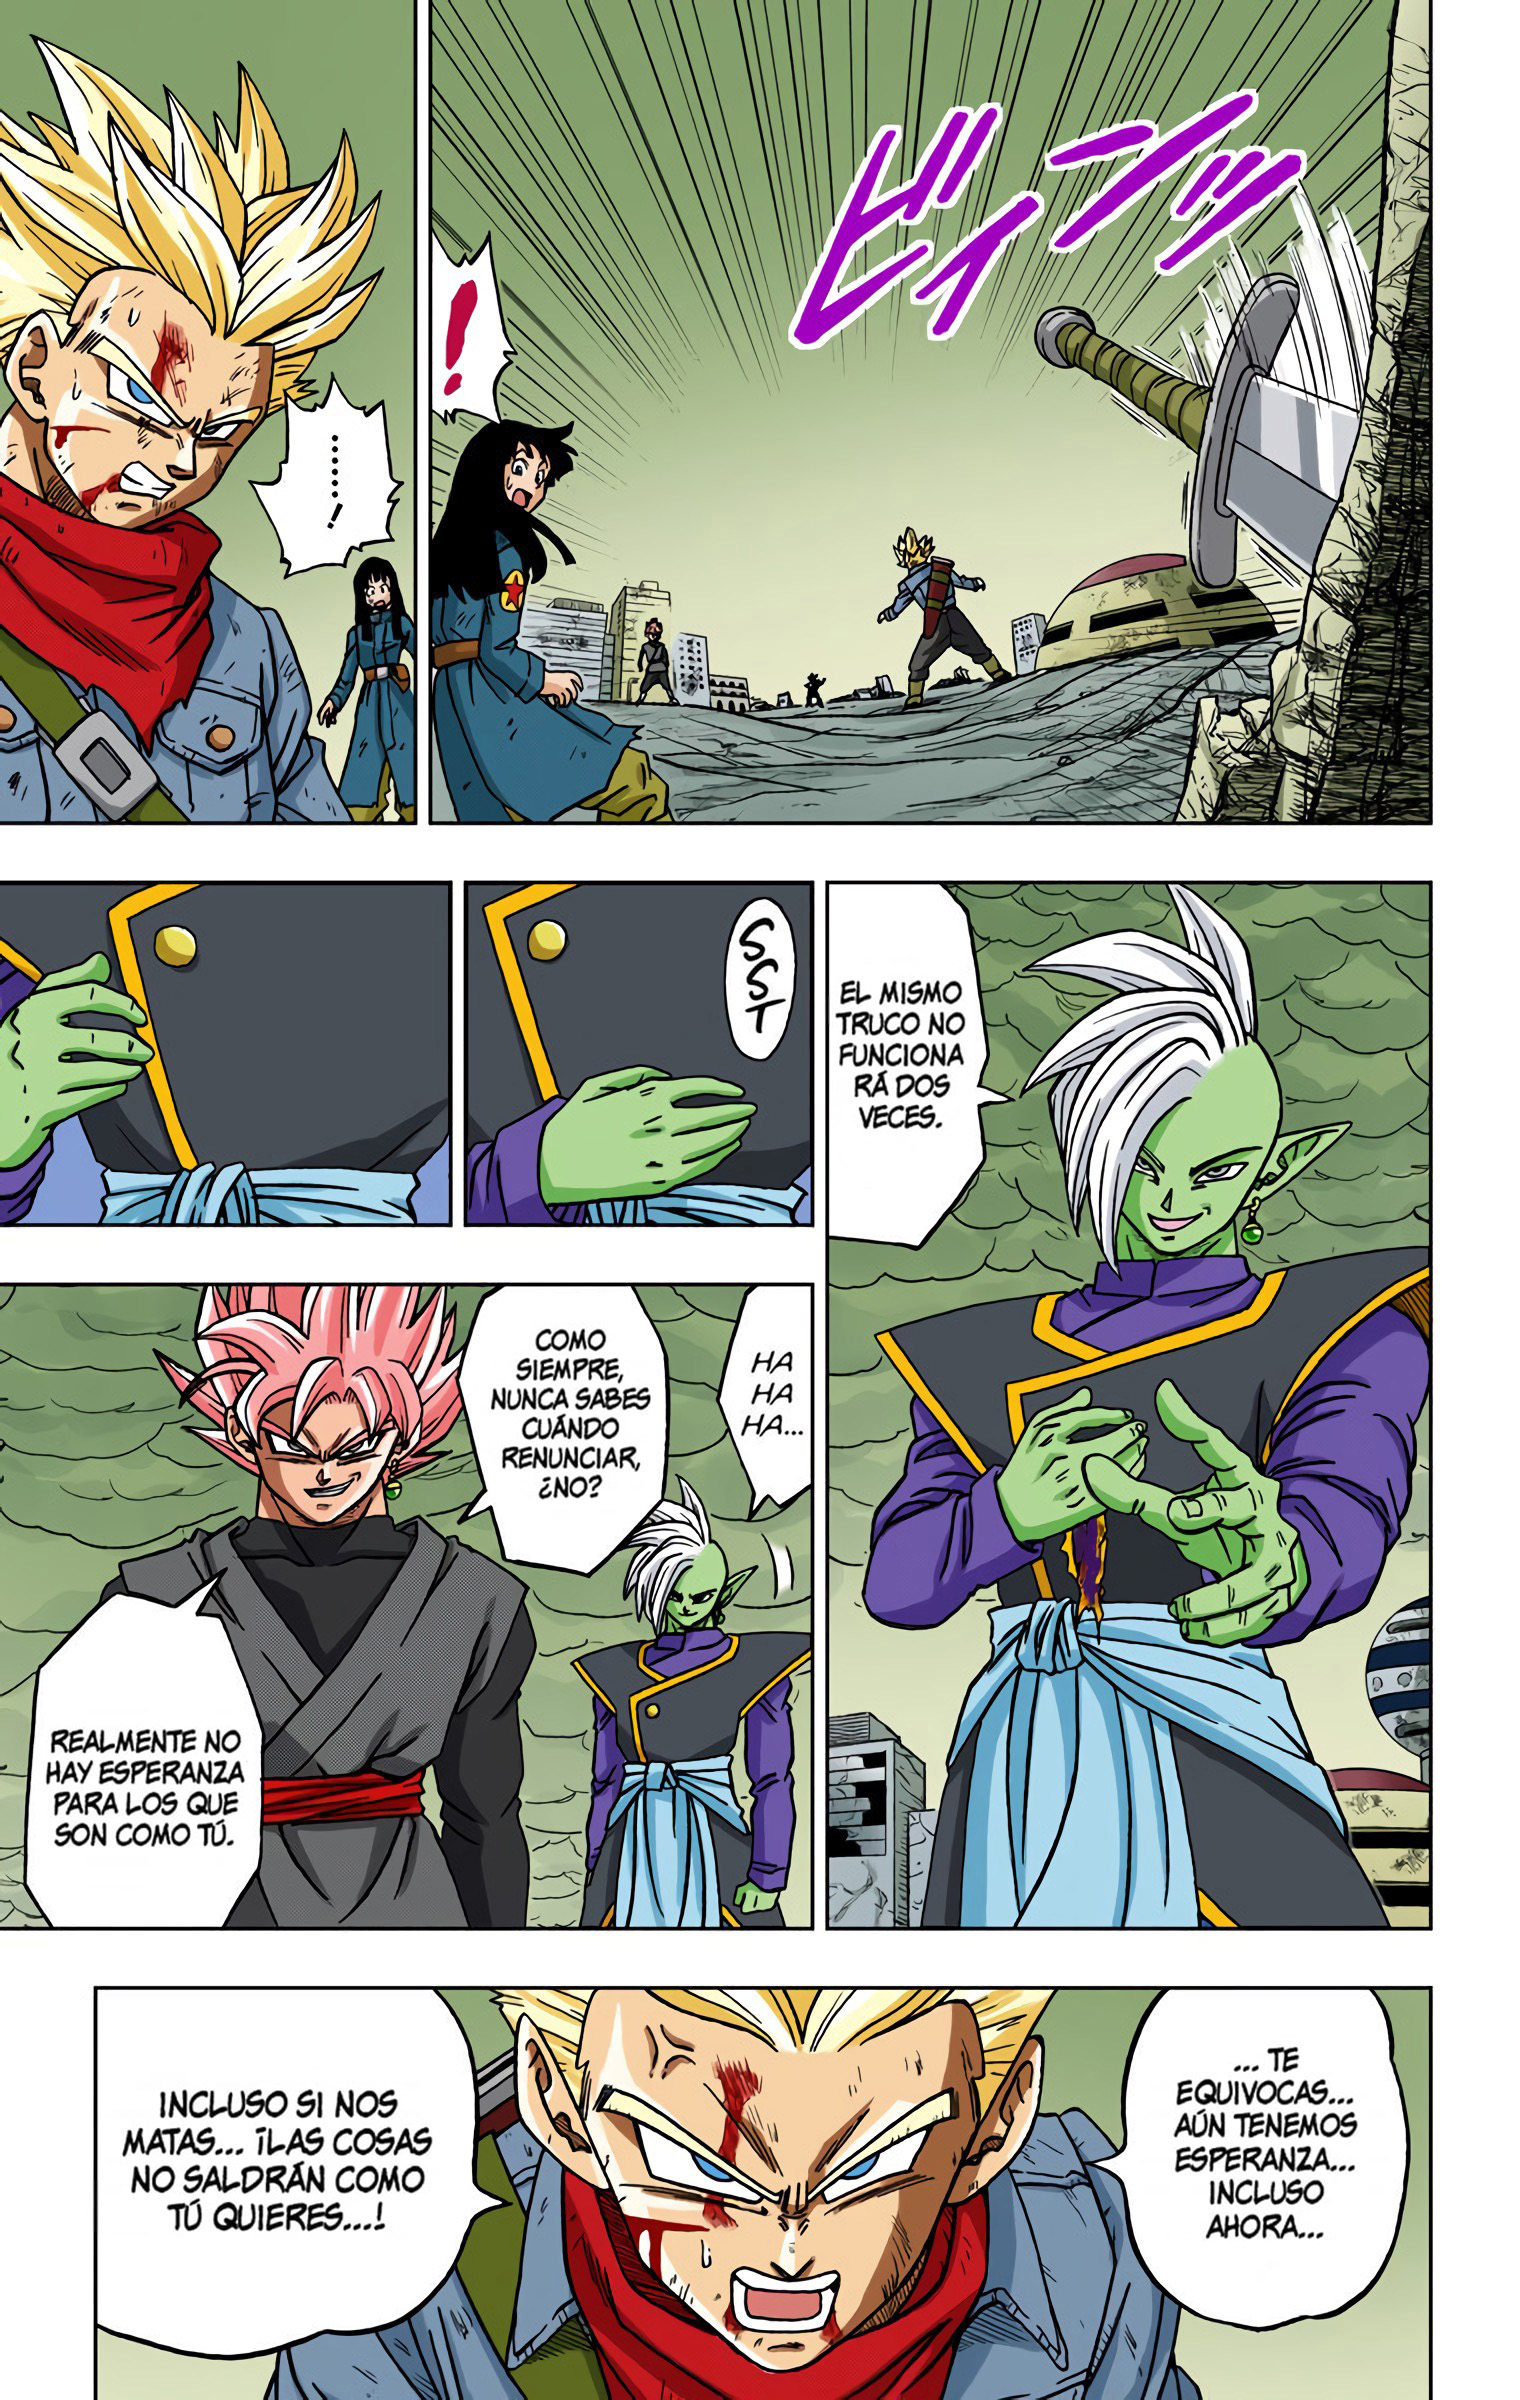 ビィンッ
!
.......!
EL MISMO
TRUCO NO
FUNCIONA
RÁ DOS
VECES.
SST
HA
HA
HA...
COMO
SIEMPRE,
NUNCA SABES
CUÁNDO
RENUNCIAR,
¿NO?
REALMENTE NO
HAY ESPERANZA
PARA LOS QUE
SON COMO TÚ.
... TE
EQUIVOCAS...
AÚN TENEMOS
ESPERANZA...
INCLUSO
AHORA...
INCLUSO SI NOS
MATAS... ¡LAS COSAS
NO SALDRÁN COMO
TÚ QUIERES...!